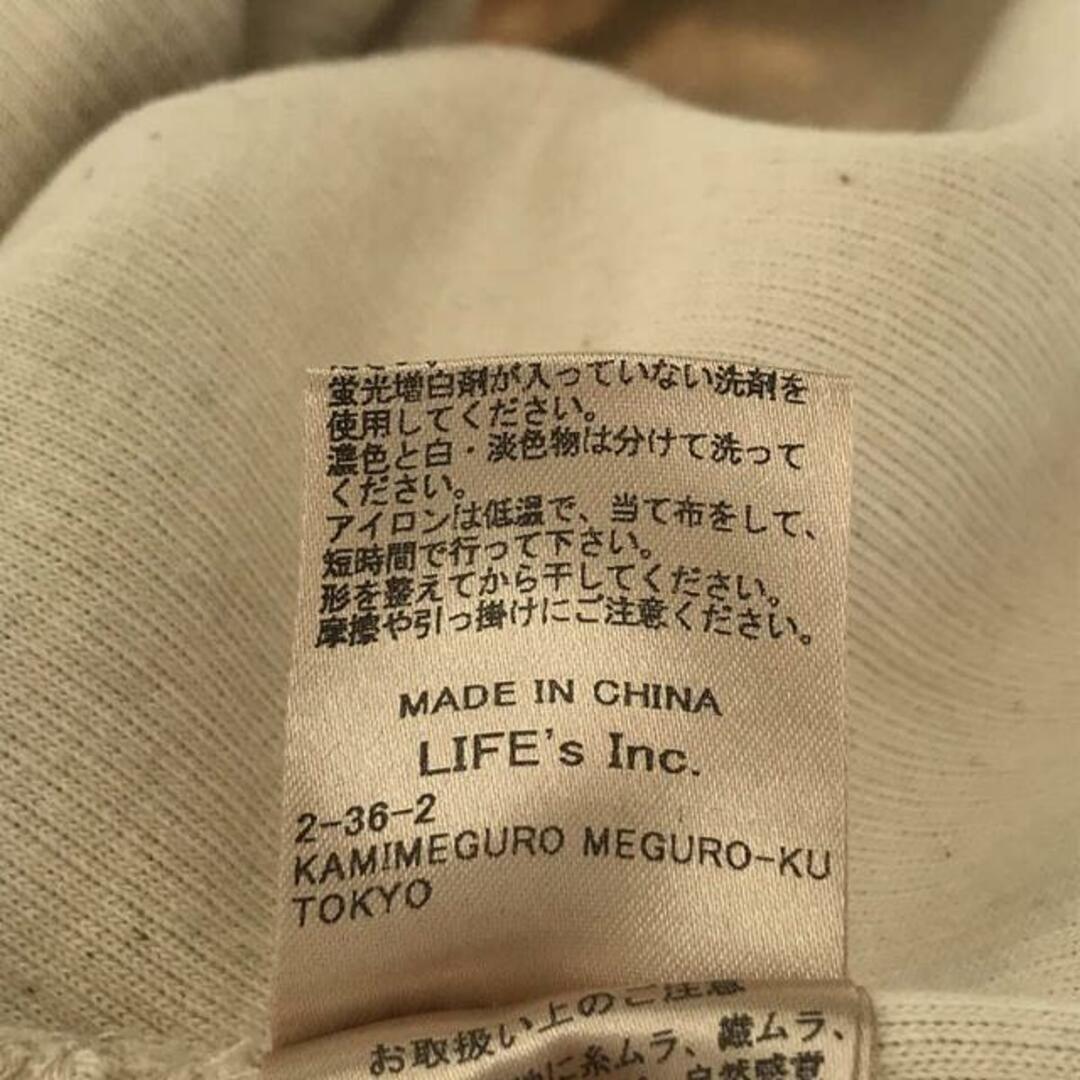 蛍光増白剤が入っていない洗剤を
使用してください。
濃色と白・淡色物は分けて洗って
ください。
アイロンは低温で、当て布をして、
短時間で行って下さい。
形を整えてから干してください。
摩擦や引っ掛けにご注意ください。
MADE IN CHINA
LIFE's Inc.
2-36-2
KAMIMEGURO MEGURO-KU
TOKYO
お取扱い上のご注意
に糸ムラ、織ムラ、
自然感覚